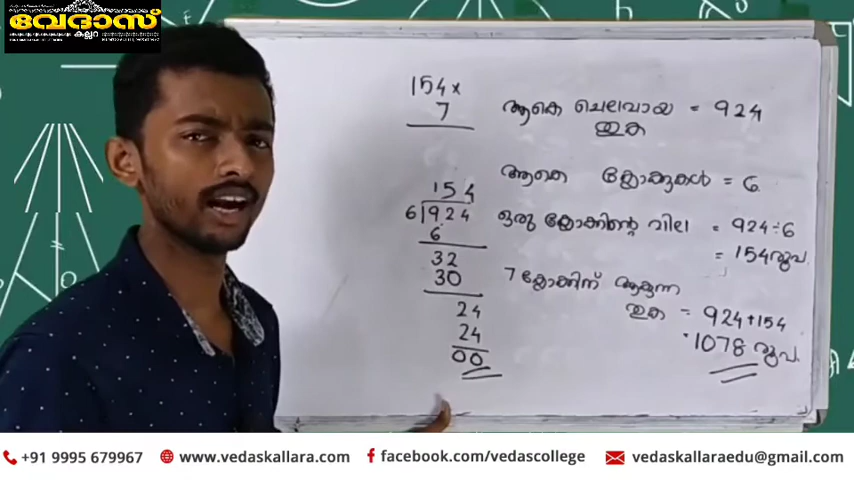 വേദാസ്
കല്ലറ
154×
7
154
6)924
6
32
30
24
24
00
ആകെ ചെലവായ = 924
തുക
ആകെ ക്ലോക്കുകൾ = 6
ഒരു ക്ലോക്കിന്റെ വില = 924÷6
= 154രൂപ.
7 ക്ലോക്കിന് ആകുന്ന
തുക = 924+154
1078 രൂപ.
+91 9995 679967 www.vedaskallara.com facebook.com/vedascollege vedaskallaraedu@gmail.com